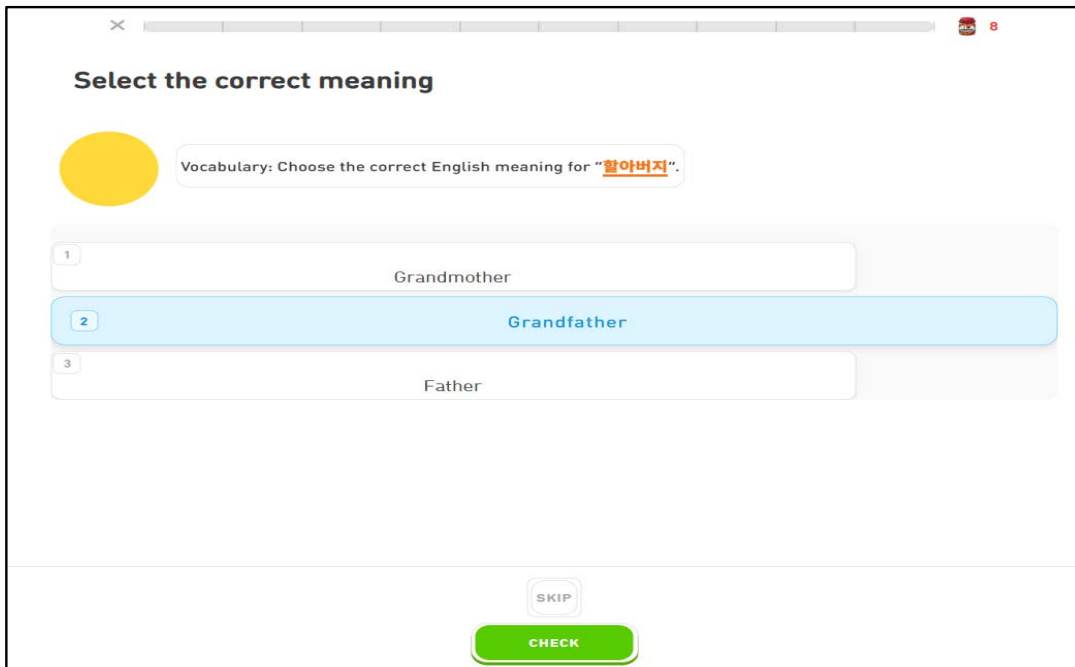 8
Select the correct meaning
Vocabulary: Choose the correct English meaning for "할아버지".
1
Grandmother
2
Grandfather
3
Father
SKIP
CHECK